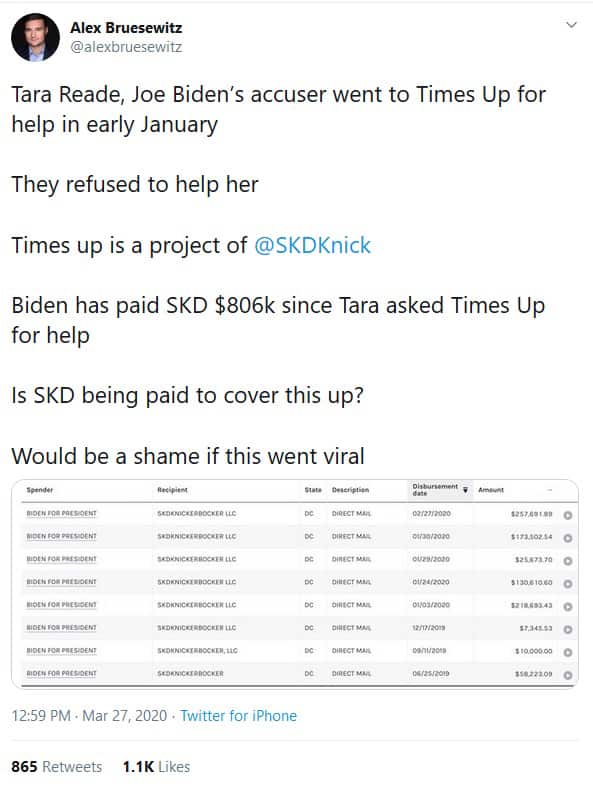 Alex Bruesewitz
@alexbruesewitz
Tara Reade, Joe Biden's accuser went to Times Up for
help in early January
They refused to help her
Times up is a project of @SKDKnick
Biden has paid SKD $806k since Tara asked Times Up
for help
Is SKD being paid to cover this up?
Would be a shame if this went viral
Spender Recipient State Description Disbursement date Amount
BIDEN FOR PRESIDENT SKDKNICKERBOCKER LLC DC DIRECT MAIL 02/27/2020 $257,691.89
BIDEN FOR PRESIDENT SKDKNICKERBOCKER LLC DC DIRECT MAIL 01/30/2020 $173,502.54
BIDEN FOR PRESIDENT SKDKNICKERBOCKER LLC DC DIRECT MAIL 01/29/2020 $25,673.70
BIDEN FOR PRESIDENT SKDKNICKERBOCKER LLC DC DIRECT MAIL 01/24/2020 $130,610.60
BIDEN FOR PRESIDENT SKDKNICKERBOCKER LLC DC DIRECT MAIL 01/03/2020 $218,693.43
BIDEN FOR PRESIDENT SKDKNICKERBOCKER LLC DC DIRECT MAIL 12/17/2019 $7,345.53
BIDEN FOR PRESIDENT SKDKNICKERBOCKER, LLC DC DIRECT MAIL 09/11/2019 $10,000.00
BIDEN FOR PRESIDENT SKDKNICKERBOCKER DC DIRECT MAIL 06/25/2019 $58,223.09
12:59 PM · Mar 27, 2020 · Twitter for iPhone
865 Retweets 1.1K Likes